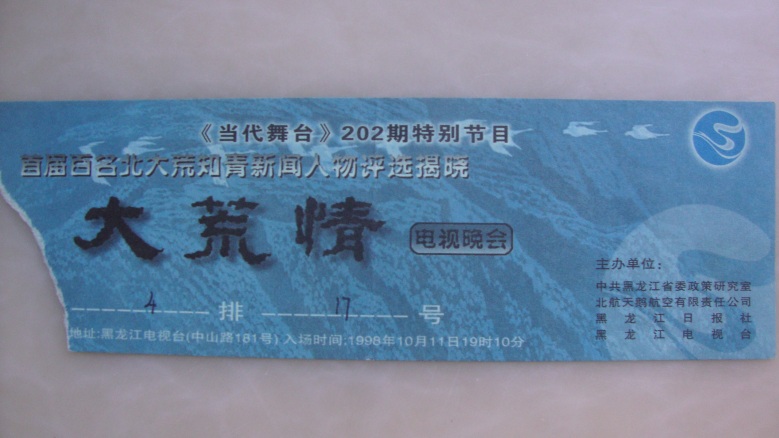 《当代舞台》202期特别节目
首届百名北大荒知青新闻人物评选揭晓
大荒情 电视晚会
4 排 17 号
地址:黑龙江电视台(中山路181号) 入场时间:1998年10月11日19时10分
主办单位:
中共黑龙江省委政策研究室
北航天鹅航空有限责任公司
黑龙江日报社
黑龙江电视台